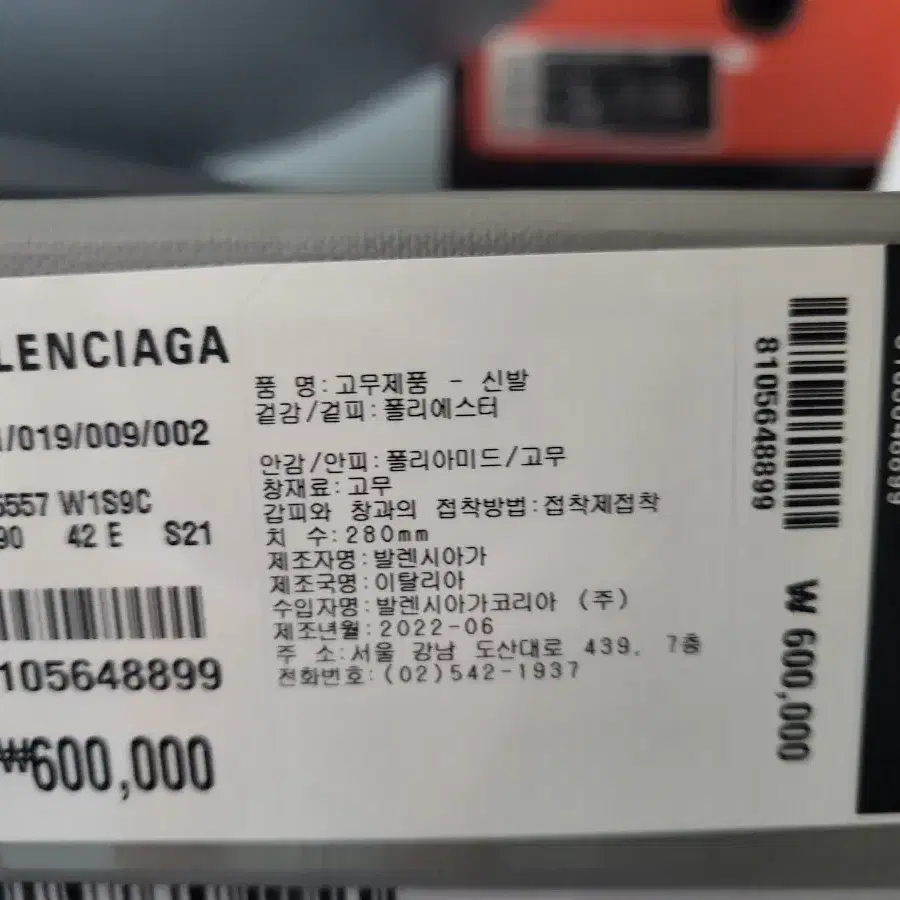 LENCIAGA
/019/009/002
5557 W1S9C
90 42 E S21
105648899
₩600,000
품 명:고무제품 - 신발
겉감/겉피:폴리에스터
안감/안피:폴리아미드/고무
창재료:고무
갑피와 창과의 접착방법:접착제접착
치 수:280mm
제조자명:발렌시아가
제조국명:이탈리아
수입자명:발렌시아가코리아 (주)
제조년월:2022-06
주 소:서울 강남 도산대로 439. 7층
전화번호:(02)542-1937
8105648899
₩ 600,000